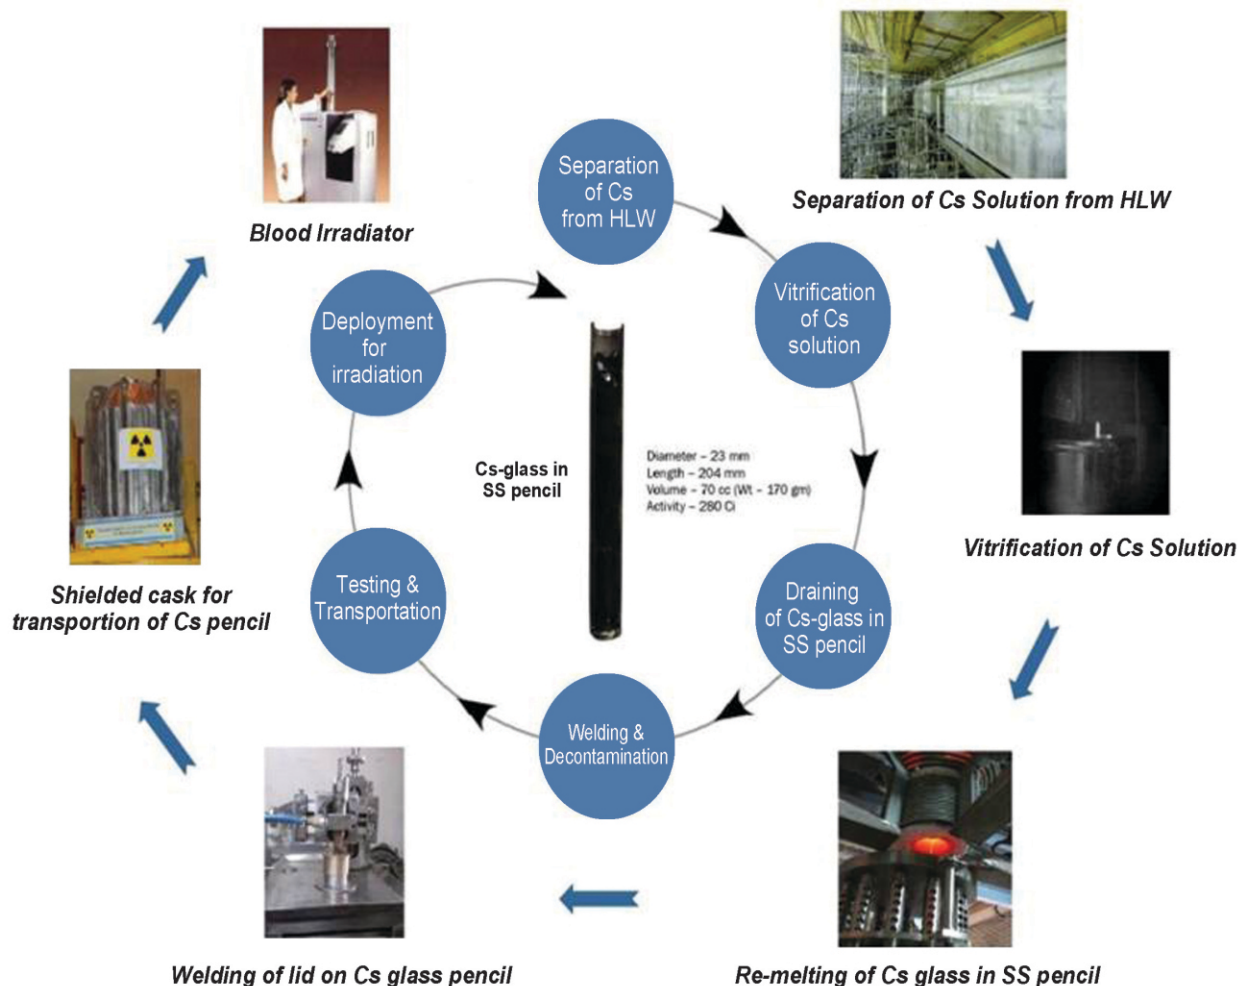 Separation
of Cs
from HLW
Separation of Cs Solution from HLW
Blood Irradiator
Vitrification
of Cs
solution
Deployment
for
irradiation
Vitrification of Cs Solution
Cs-glass in
SS pencil
Diameter – 23 mm
Length – 204 mm
Volume – 70 cc (Wt – 170 gm)
Activity – 280 Ci
Draining
of Cs-glass in
SS pencil
Testing &
Transportation
Shielded cask for
transportion of Cs pencil
Welding &
Decontamination
Welding of lid on Cs glass pencil
Re-melting of Cs glass in SS pencil